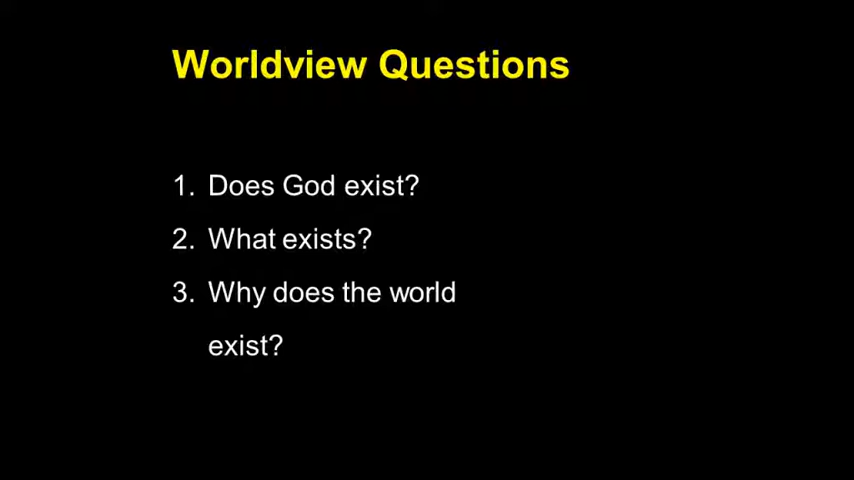 Worldview Questions
1. Does God exist?
2. What exists?
3. Why does the world
exist?